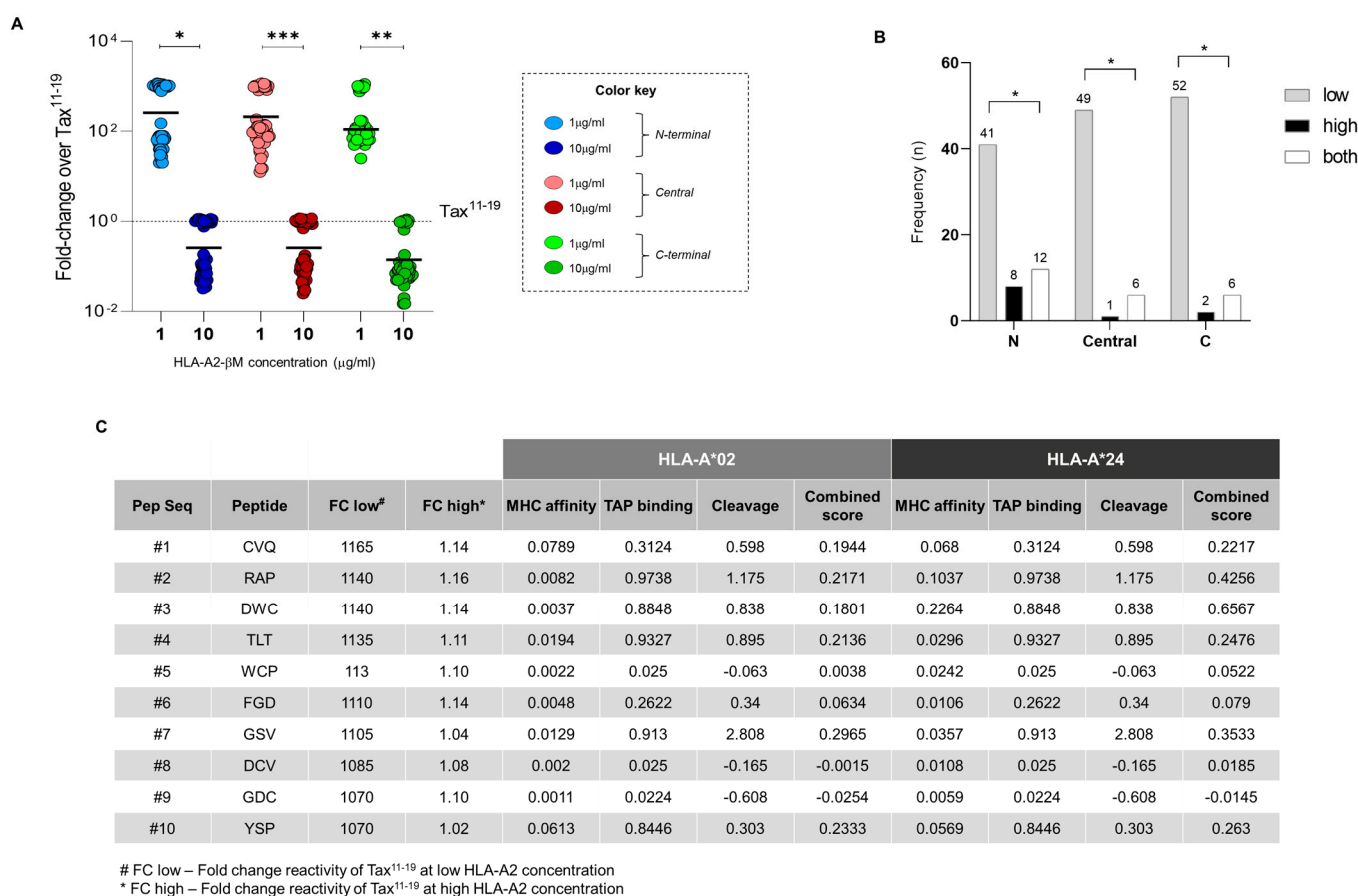 A
Fold-change over Tax11-19
10^4
10^2
10^0
10^-2
*
***
**
Tax11-19
1 10 1 10 1 10
HLA-A2-βM concentration (µg/ml)
Color key
1µg/ml
10µg/ml
N-terminal
1µg/ml
10µg/ml
Central
1µg/ml
10µg/ml
C-terminal
B
Frequency (n)
60
40
20
0
*
*
*
41
8
12
49
1
6
52
2
6
N Central C
low
high
both
C
HLA-A*02 HLA-A*24
Pep Seq Peptide FC low# FC high* MHC affinity TAP binding Cleavage Combined score MHC affinity TAP binding Cleavage Combined score
#1 CVQ 1165 1.14 0.0789 0.3124 0.598 0.1944 0.068 0.3124 0.598 0.2217
#2 RAP 1140 1.16 0.0082 0.9738 1.175 0.2171 0.1037 0.9738 1.175 0.4256
#3 DWC 1140 1.14 0.0037 0.8848 0.838 0.1801 0.2264 0.8848 0.838 0.6567
#4 TLT 1135 1.11 0.0194 0.9327 0.895 0.2136 0.0296 0.9327 0.895 0.2476
#5 WCP 113 1.10 0.0022 0.025 -0.063 0.0038 0.0242 0.025 -0.063 0.0522
#6 FGD 1110 1.14 0.0048 0.2622 0.34 0.0634 0.0106 0.2622 0.34 0.079
#7 GSV 1105 1.04 0.0129 0.913 2.808 0.2965 0.0357 0.913 2.808 0.3533
#8 DCV 1085 1.08 0.002 0.025 -0.165 -0.0015 0.0108 0.025 -0.165 0.0185
#9 GDC 1070 1.10 0.0011 0.0224 -0.608 -0.0254 0.0059 0.0224 -0.608 -0.0145
#10 YSP 1070 1.02 0.0613 0.8446 0.303 0.2333 0.0569 0.8446 0.303 0.263
# FC low – Fold change reactivity of Tax11-19 at low HLA-A2 concentration
* FC high – Fold change reactivity of Tax11-19 at high HLA-A2 concentration